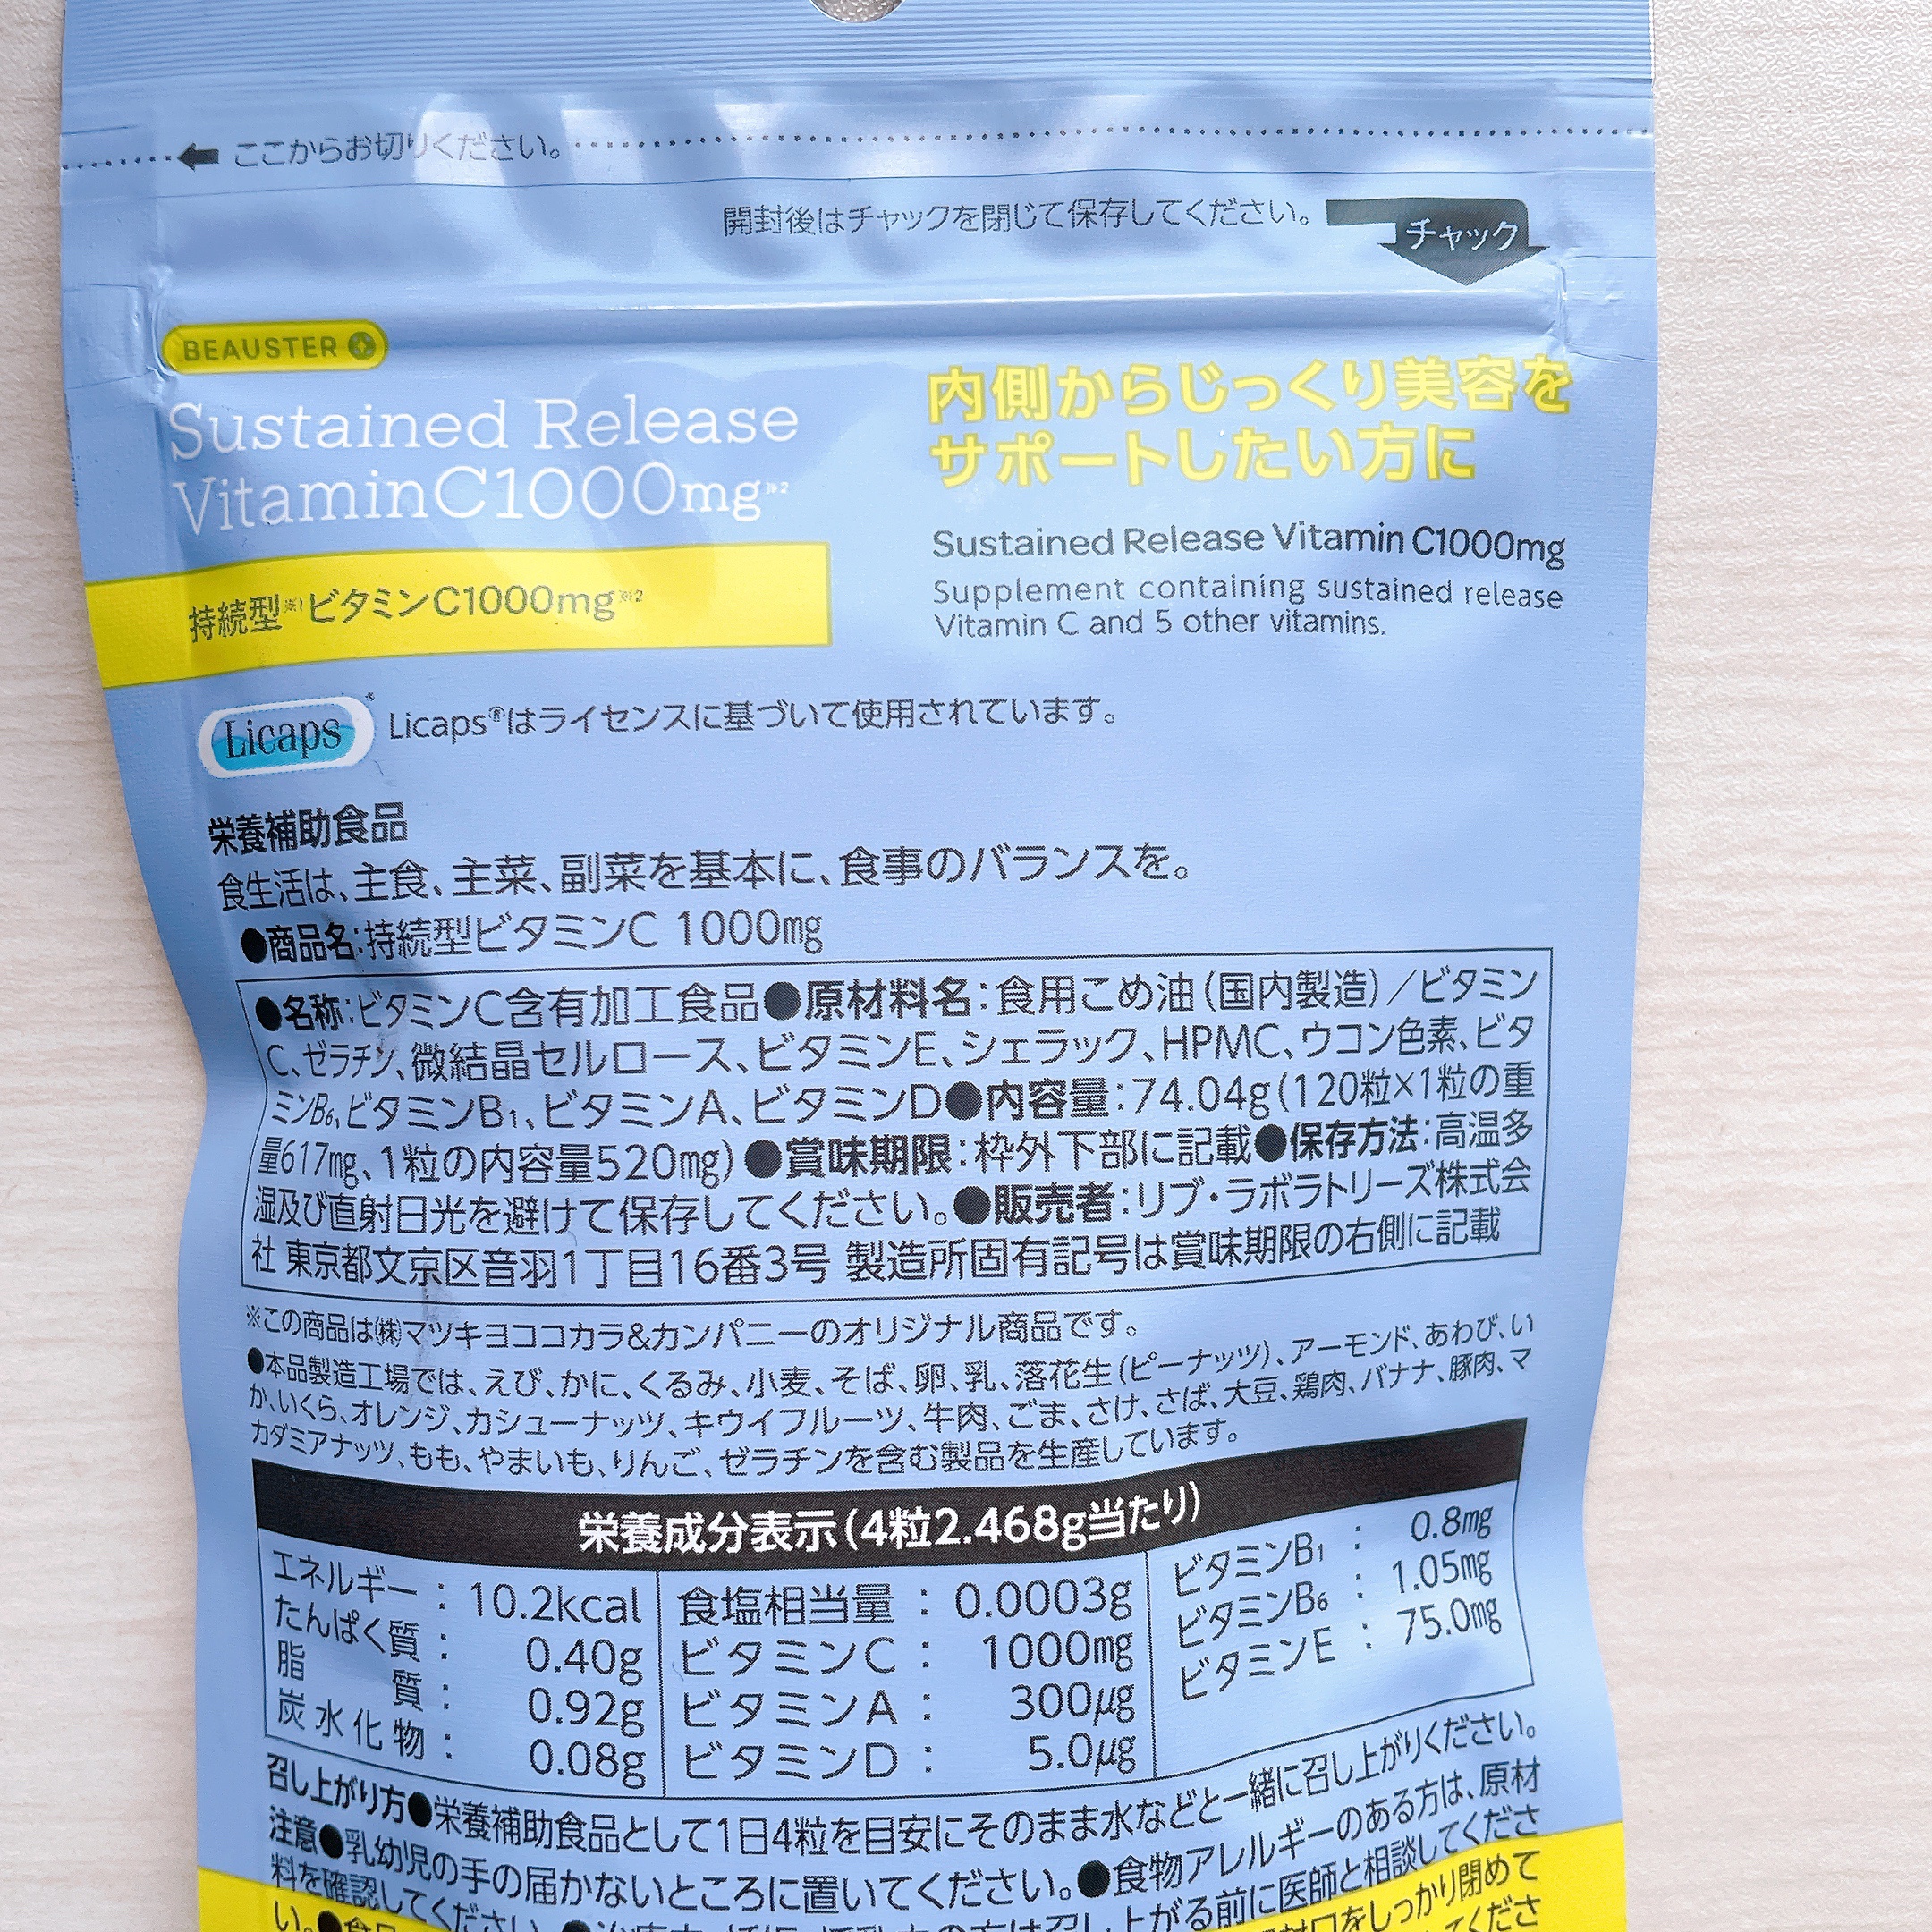 ここからお切りください。
開封後はチャックを閉じて保存してください。
チャック
BEAUSTER
Sustained Release
VitaminC1000mg※2
持続型※1ビタミンC1000mg※2
内側からじっくり美容を
サポートしたい方に
Sustained Release Vitamin C1000mg
Supplement containing sustained release
Vitamin C and 5 other vitamins.
Licaps
Licaps®はライセンスに基づいて使用されています。
栄養補助食品
食生活は、主食、主菜、副菜を基本に、食事のバランスを。
●商品名:持続型ビタミンC 1000mg
●名称:ビタミンC含有加工食品●原材料名:食用こめ油(国内製造)/ビタミン
C、ゼラチン、微結晶セルロース、ビタミンE、シェラック、HPMC、ウコン色素、ビタ
ミンB₆、ビタミンB₁、ビタミンA、ビタミンD●内容量:74.04g(120粒×1粒の重
量617mg、1粒の内容量520mg)●賞味期限:枠外下部に記載●保存方法:高温多
湿及び直射日光を避けて保存してください。●販売者:リブ・ラボラトリーズ株式会
社 東京都文京区音羽1丁目16番3号 製造所固有記号は賞味期限の右側に記載
※この商品は㈱マツキヨココカラ&カンパニーのオリジナル商品です。
●本品製造工場では、えび、かに、くるみ、小麦、そば、卵、乳、落花生(ピーナッツ)、アーモンド、あわび、い
か、いくら、オレンジ、カシューナッツ、キウイフルーツ、牛肉、ごま、さけ、さば、大豆、鶏肉、バナナ、豚肉、マ
カダミアナッツ、もも、やまいも、りんご、ゼラチンを含む製品を生産しています。
栄養成分表示(4粒2.468g当たり)
エネルギー : 10.2kcal
たんぱく質 : 0.40g
脂質 : 0.92g
炭水化物 : 0.08g
食塩相当量 : 0.0003g
ビタミンC : 1000mg
ビタミンA : 300μg
ビタミンD : 5.0μg
ビタミンB₁ : 0.8mg
ビタミンB₆ : 1.05mg
ビタミンE : 75.0mg
召し上がり方●栄養補助食品として1日4粒を目安にそのまま水などと一緒に召し上がりください。
注意●乳幼児の手の届かないところに置いてください。●食物アレルギーのある方は、原材
料を確認してください。 召し上がる前に医師と相談してくださ
い。 をしっかり閉めて